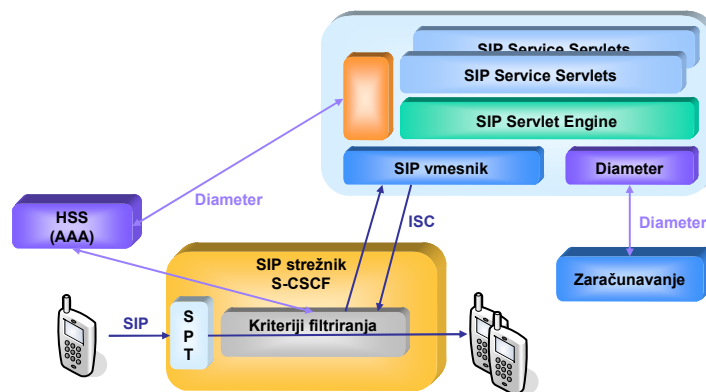 SIP Service Servlets
SIP Service Servlets
SIP Servlet Engine
SIP vmesnik
Diameter
Diameter
HSS
(AAA)
ISC
Diameter
SIP strežnik
S-CSCF
Zaračunavanje
SIP
S
P
T
Kriteriji filtriranja